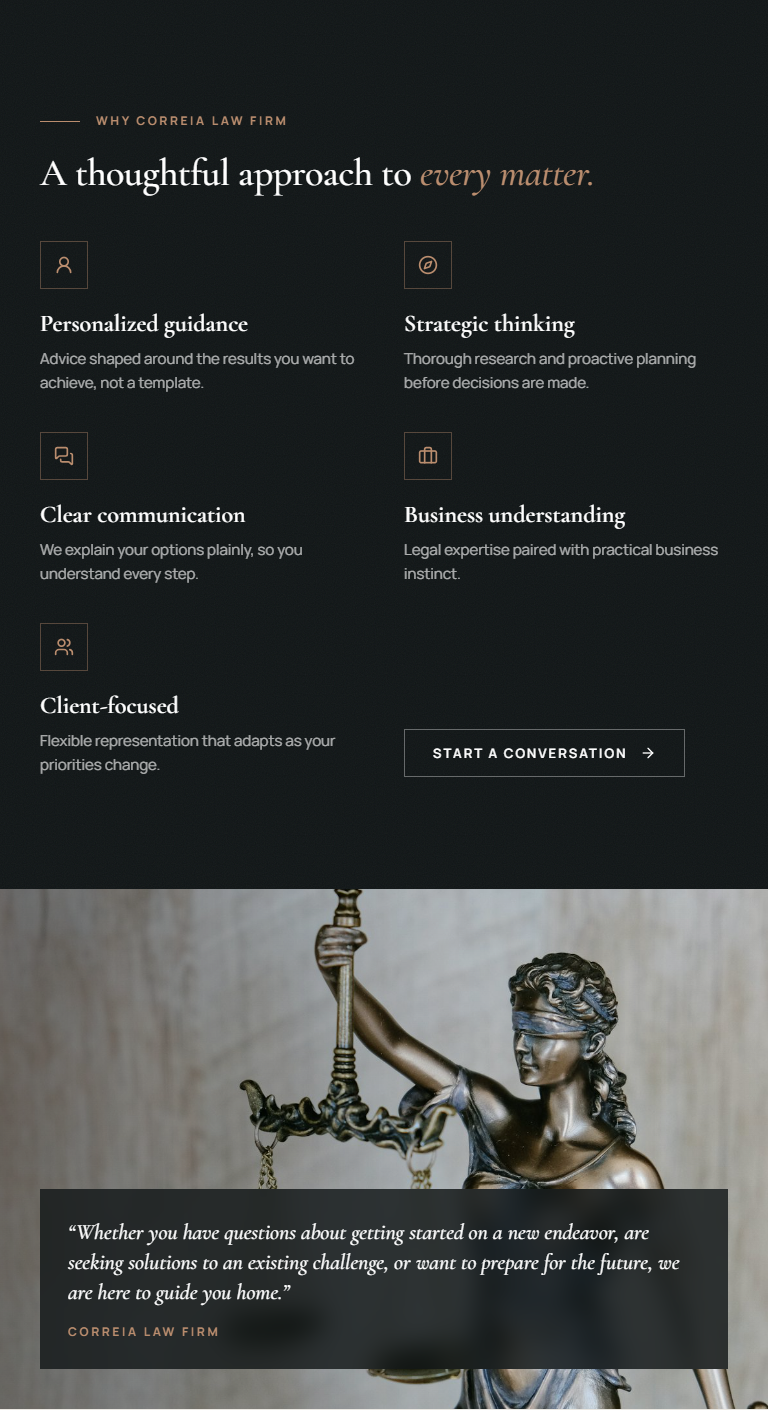 WHY CORREIA LAW FIRM
A thoughtful approach to every matter.
Personalized guidance
Advice shaped around the results you want to
achieve, not a template.
Strategic thinking
Thorough research and proactive planning
before decisions are made.
Clear communication
We explain your options plainly, so you
understand every step.
Business understanding
Legal expertise paired with practical business
instinct.
Client-focused
Flexible representation that adapts as your
priorities change.
START A CONVERSATION
“Whether you have questions about getting started on a new endeavor, are
seeking solutions to an existing challenge, or want to prepare for the future, we
are here to guide you home.”
CORREIA LAW FIRM